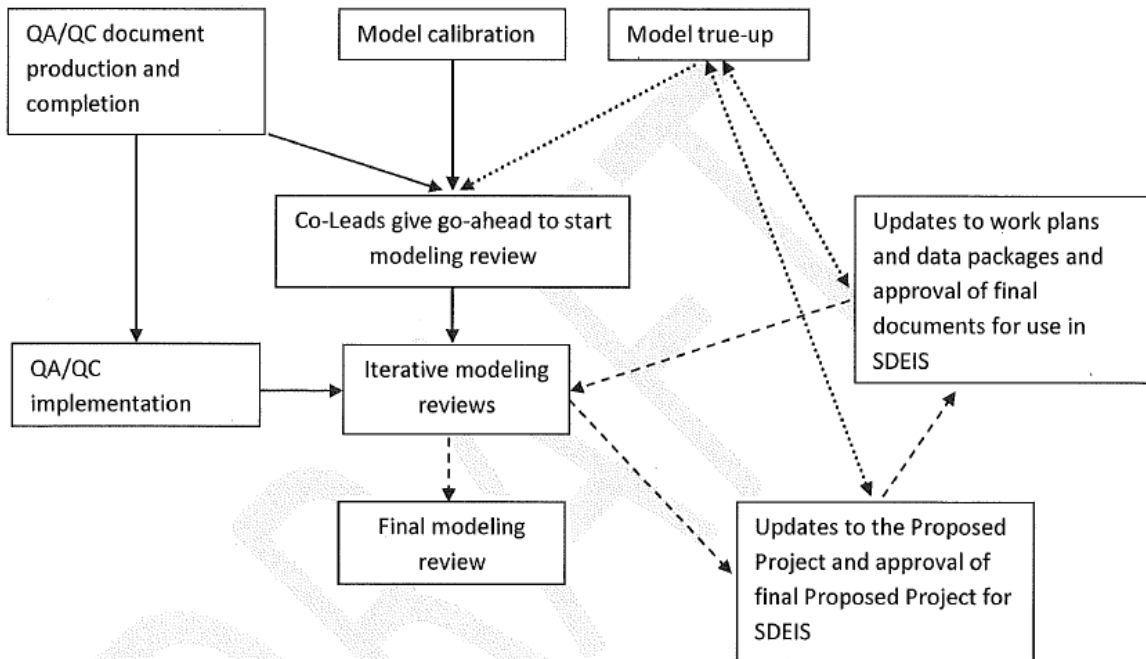 QA/QC document
production and
completion
Model calibration
Model true-up
Co-Leads give go-ahead to start
modeling review
Updates to work plans
and data packages and
approval of final
documents for use in
SDEIS
QA/QC
implementation
Iterative modeling
reviews
Final modeling
review
Updates to the Proposed
Project and approval of
final Proposed Project for
SDEIS